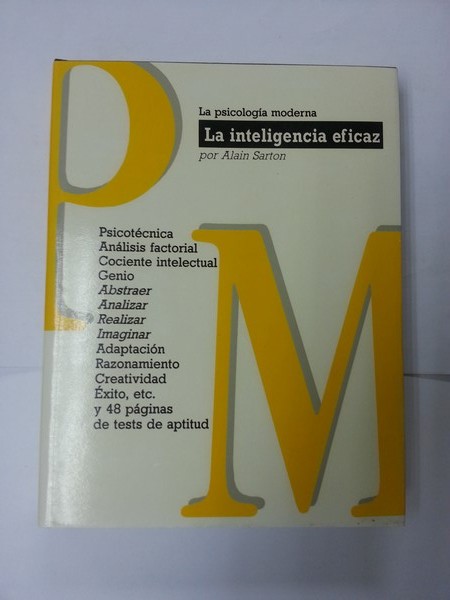 La psicología moderna
La inteligencia eficaz
por Alain Sarton
Psicotécnica
Análisis factorial
Cociente intelectual
Genio
Abstraer
Analizar
Realizar
Imaginar
Adaptación
Razonamiento
Creatividad
Éxito, etc.
y 48 páginas
de tests de aptitud
P
M